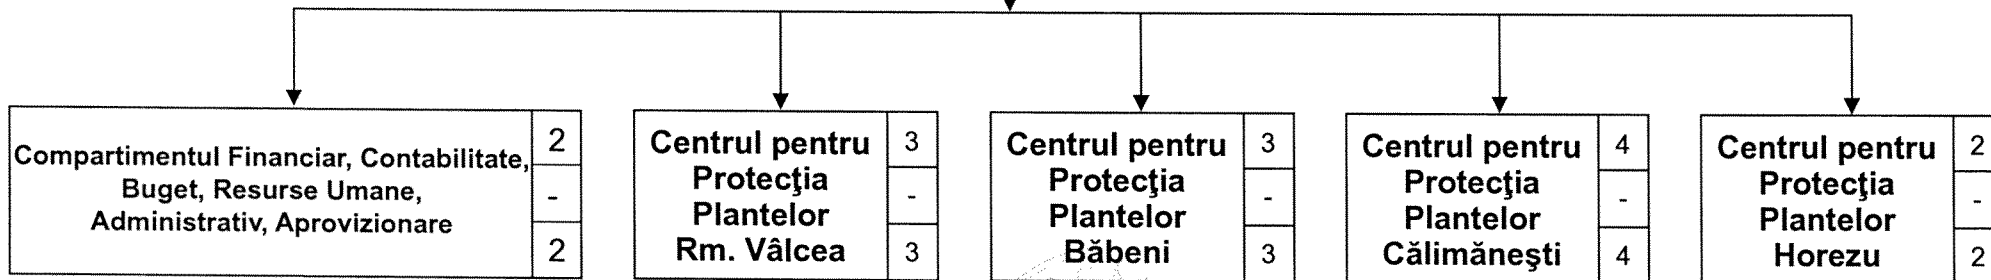 Compartimentul Financiar, Contabilitate,
Buget, Resurse Umane,
Administrativ, Aprovizionare
2
-
2
Centrul pentru
Protecţia
Plantelor
Rm. Vâlcea
3
-
3
Centrul pentru
Protecţia
Plantelor
Băbeni
3
-
3
Centrul pentru
Protecţia
Plantelor
Călimăneşti
4
-
4
Centrul pentru
Protecţia
Plantelor
Horezu
2
-
2